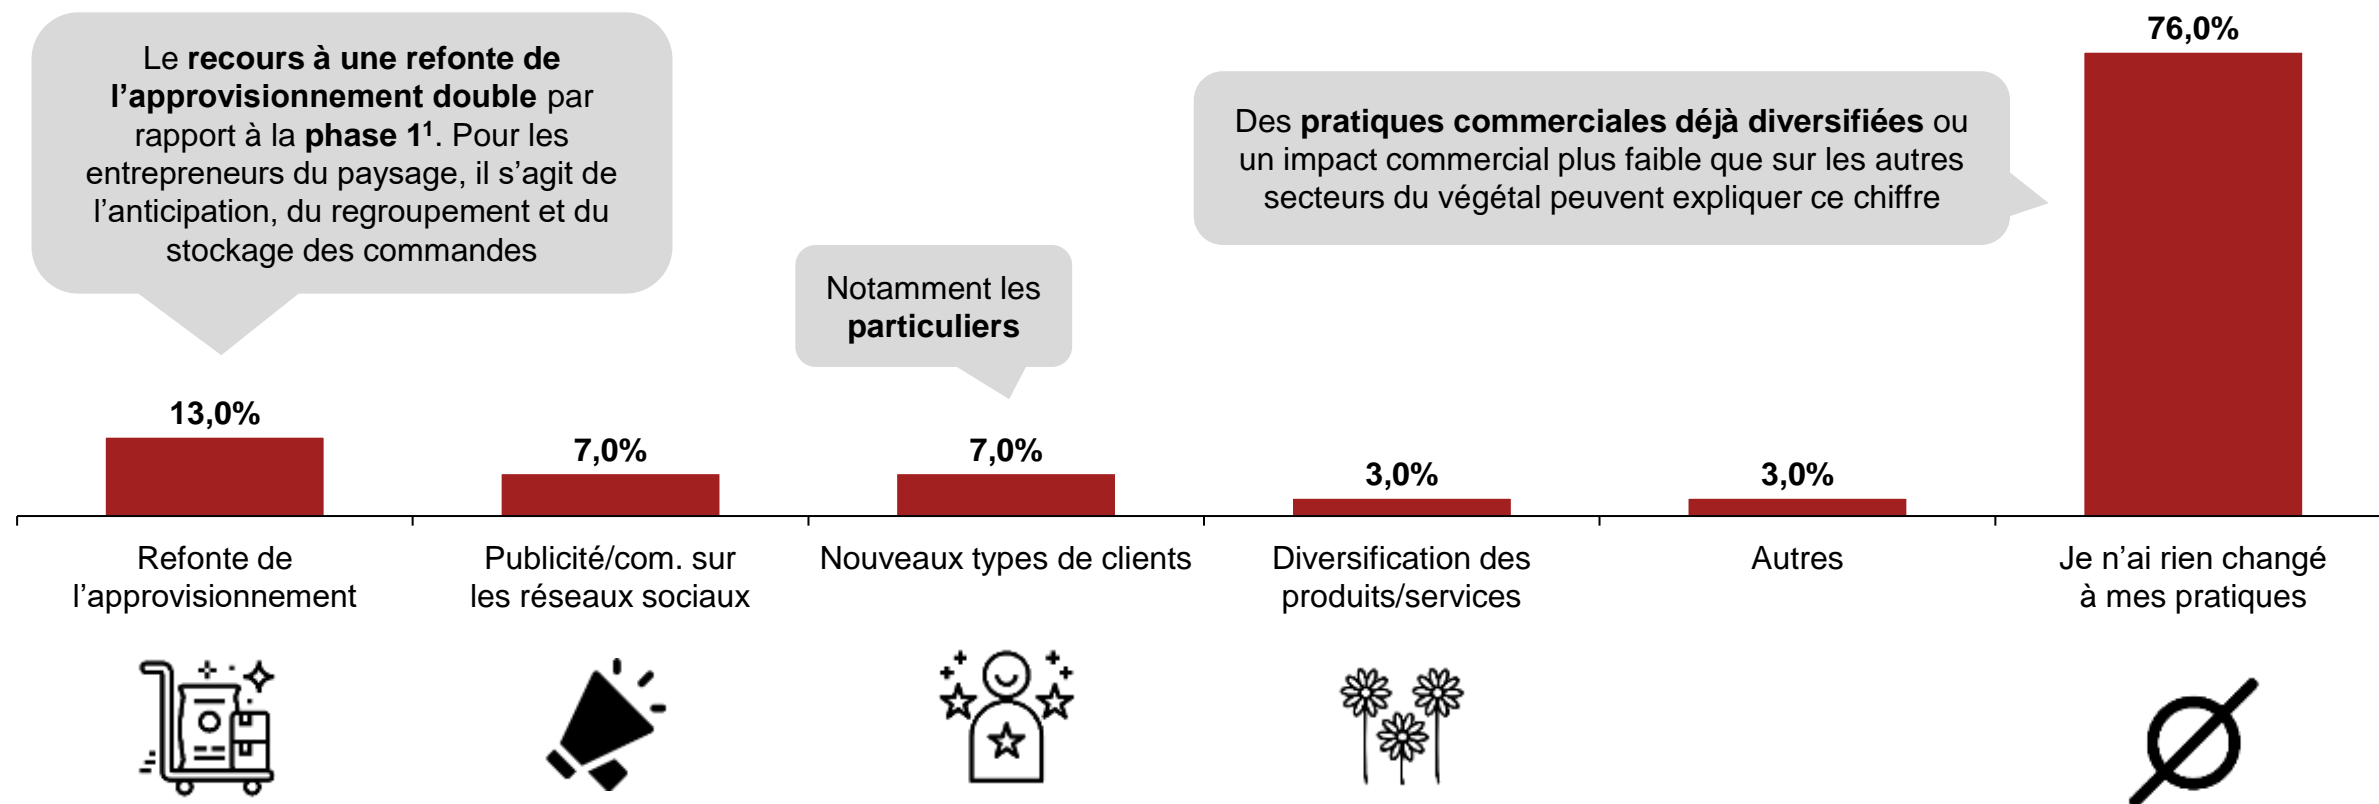 Le recours à une refonte de
l’approvisionnement double par
rapport à la phase 1¹. Pour les
entrepreneurs du paysage, il s’agit de
l’anticipation, du regroupement et du
stockage des commandes
76,0%
Des pratiques commerciales déjà diversifiées ou
un impact commercial plus faible que sur les autres
secteurs du végétal peuvent expliquer ce chiffre
Notamment les
particuliers
13,0%
7,0%
7,0%
3,0%
3,0%
Refonte de
l’approvisionnement
Publicité/com. sur
les réseaux sociaux
Nouveaux types de clients
Diversification des
produits/services
Autres
Je n’ai rien changé
à mes pratiques